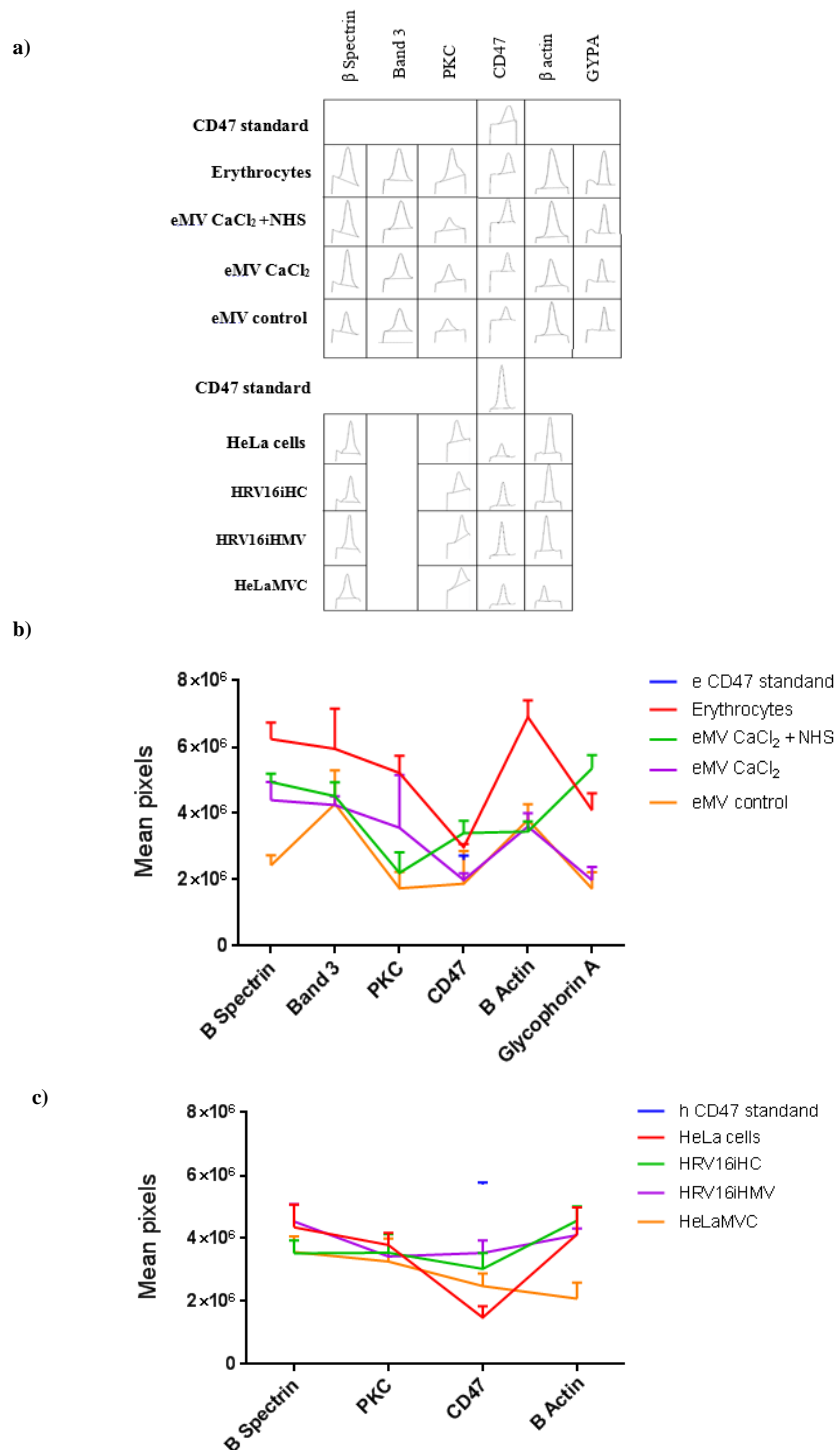 a)
β Spectrin
Band 3
PKC
CD47
β actin
GYPA
CD47 standard
Erythrocytes
eMV CaCl₂ +NHS
eMV CaCl₂
eMV control
CD47 standard
HeLa cells
HRV16iHC
HRV16iHMV
HeLaMVC
b)
Mean pixels
8×10⁶
6×10⁶
4×10⁶
2×10⁶
0
B Spectrin
Band 3
PKC
CD47
B Actin
Glycophorin A
e CD47 standand
Erythrocytes
eMV CaCl₂ + NHS
eMV CaCl₂
eMV control
c)
Mean pixels
8×10⁶
6×10⁶
4×10⁶
2×10⁶
0
B Spectrin
PKC
CD47
B Actin
h CD47 standard
HeLa cells
HRV16iHC
HRV16iHMV
HeLaMVC